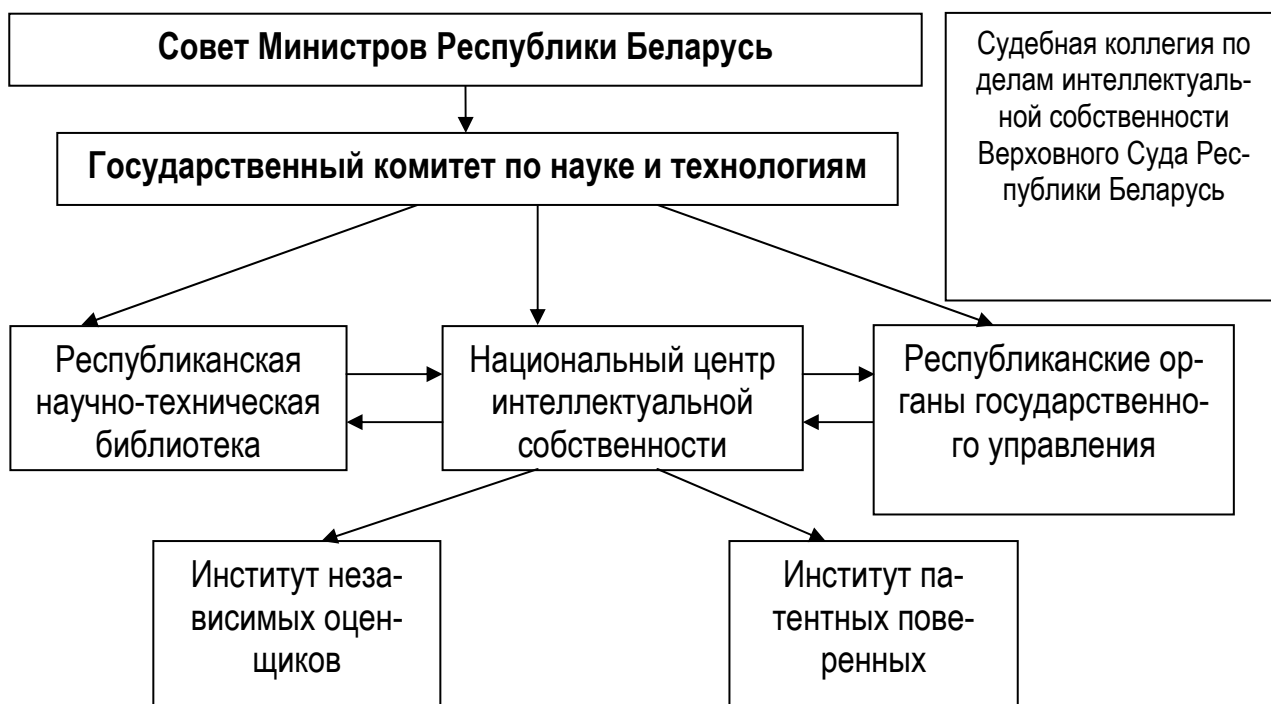 Совет Министров Республики Беларусь
Судебная коллегия по
делам интеллектуаль-
ной собственности
Верховного Суда Рес-
публики Беларусь
Государственный комитет по науке и технологиям
Республиканская
научно-техническая
библиотека
Национальный центр
интеллектуальной
собственности
Республиканские ор-
ганы государственно-
го управления
Институт неза-
висимых оцен-
щиков
Институт па-
тентных пове-
ренных